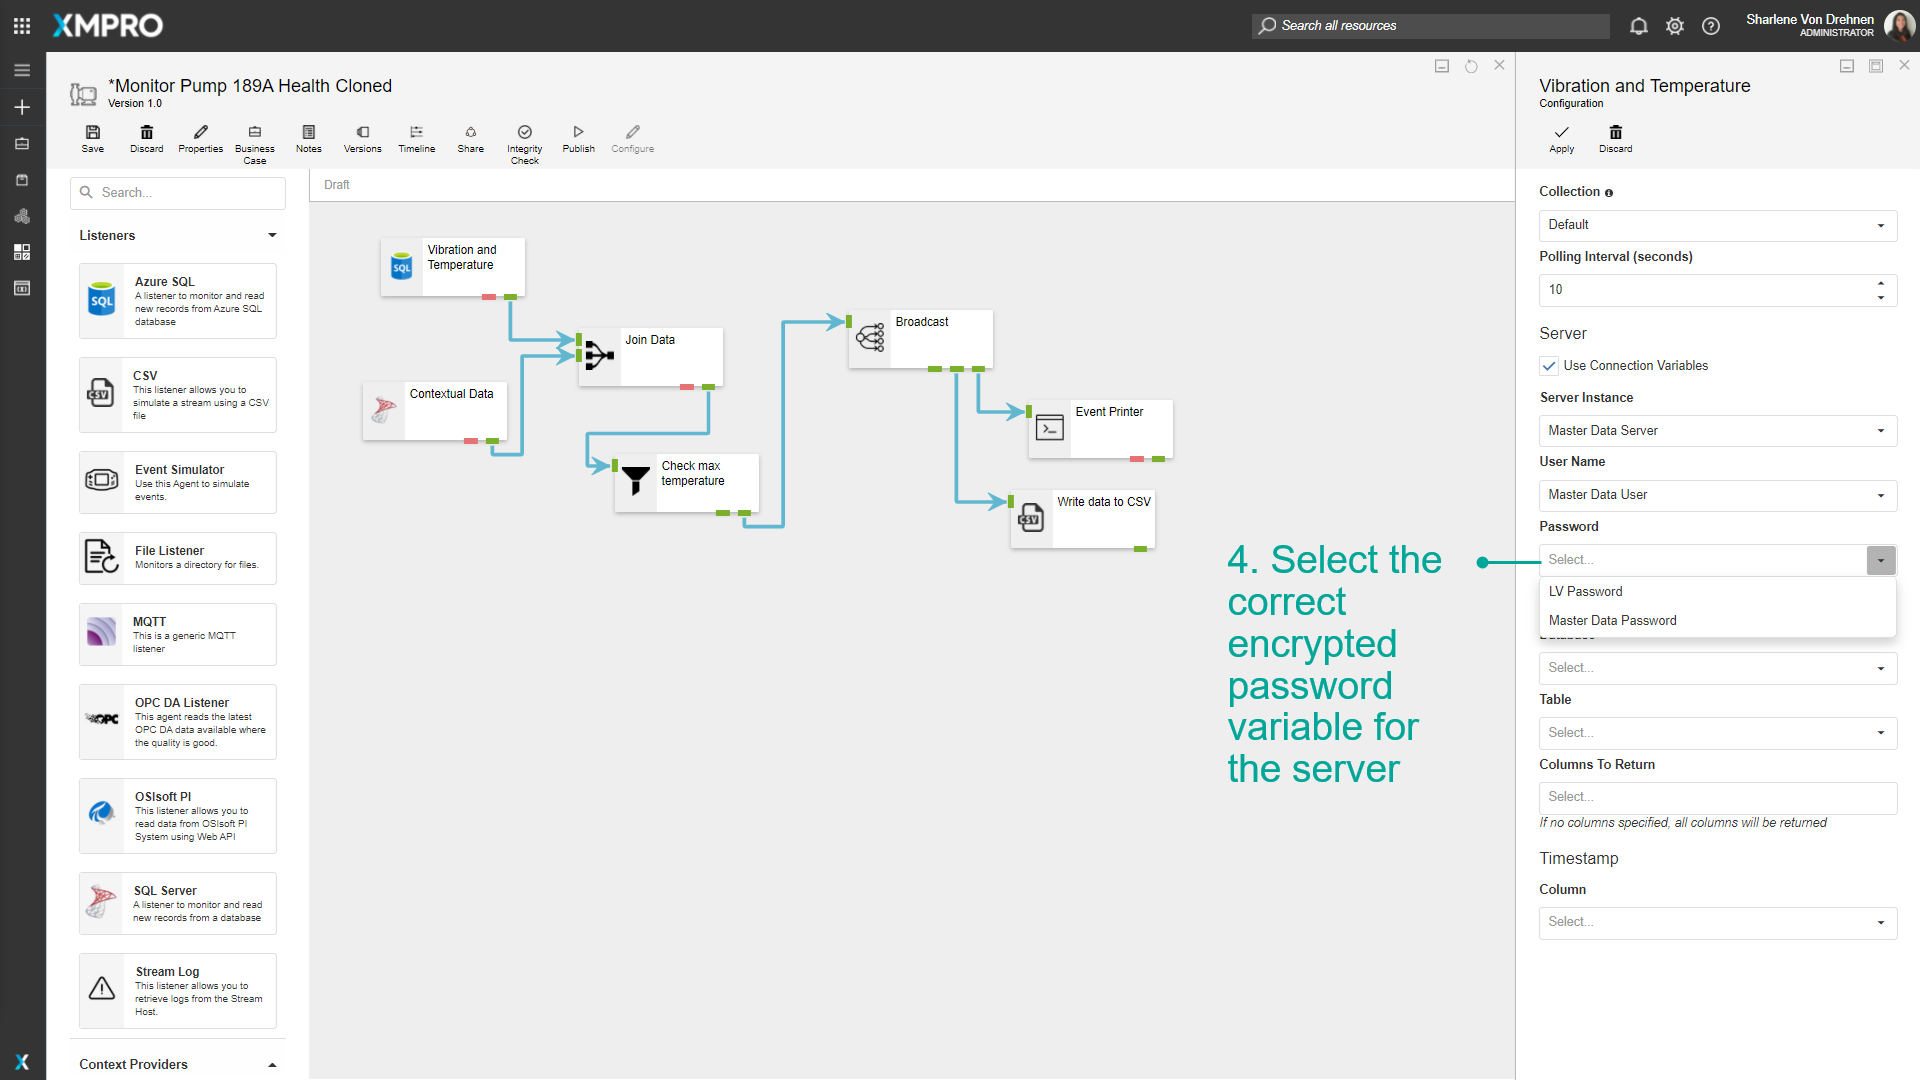 XMPRO
Search all resources
Sharlene Von Drehnen
ADMINISTRATOR
*Monitor Pump 189A Health Cloned
Version 1.0
Save
Discard
Properties
Business
Case
Notes
Versions
Timeline
Share
Integrity
Check
Publish
Configure
Search...
Listeners
Azure SQL
A listener to monitor and read
new records from Azure SQL
database
CSV
This listener allows you to
simulate a stream using a CSV
file
Event Simulator
Use this Agent to simulate
events.
File Listener
Monitors a directory for files.
MQTT
This is a generic MQTT
listener
OPC DA Listener
This agent reads the latest
OPC DA data available where
the quality is good.
OSIsoft PI
This listener allows you to
read data from OSIsoft PI
System using Web API
SQL Server
A listener to monitor and read
new records from a database
Stream Log
This listener allows you to
retrieve logs from the Stream
Host.
Context Providers
Draft
SQL
Vibration and
Temperature
Contextual Data
Join Data
Check max
temperature
Broadcast
Event Printer
CSV
Write data to CSV
4. Select the
correct
encrypted
password
variable for
the server
Vibration and Temperature
Configuration
Apply
Discard
Collection
Default
Polling Interval (seconds)
10
Server
Use Connection Variables
Server Instance
Master Data Server
User Name
Master Data User
Password
Select...
LV Password
Master Data Password
Database
Select...
Table
Select...
Columns To Return
Select...
If no columns specified, all columns will be returned
Timestamp
Column
Select...
SQL
CSV
OPC